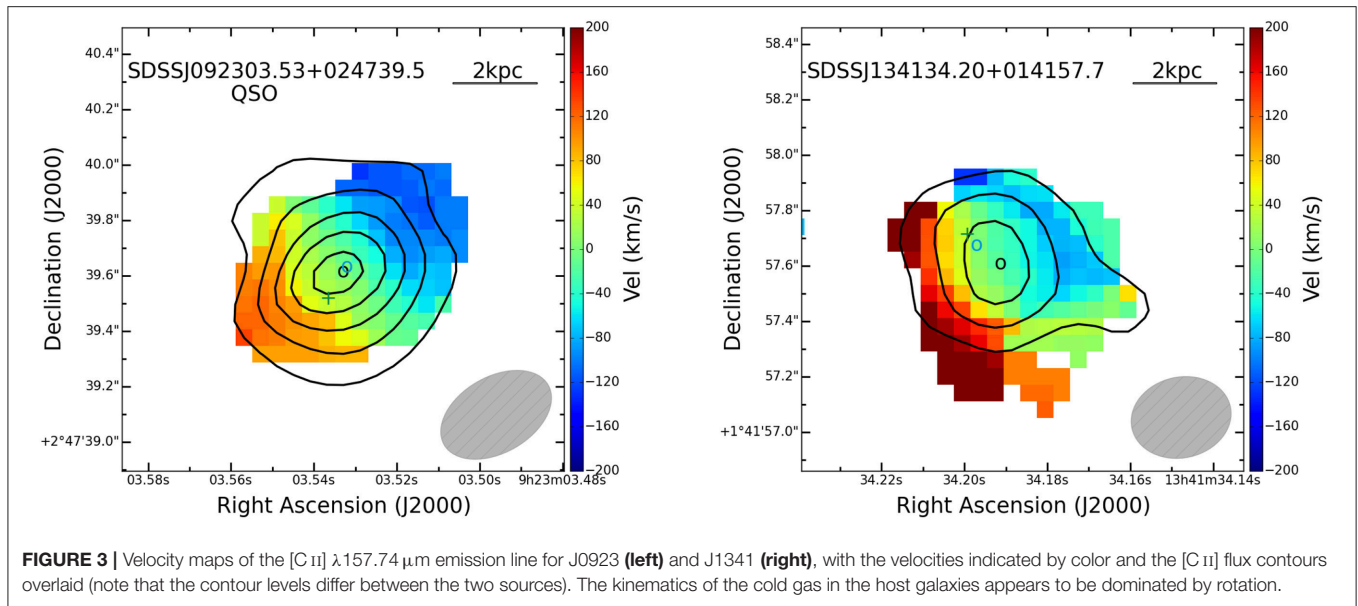 SDSSJ092303.53+024739.5
QSO
2kpc
40.4"
40.2"
40.0"
39.8"
39.6"
39.4"
39.2"
+2°47'39.0"
Declination (J2000)
03.58s 03.56s 03.54s 03.52s 03.50s 9h23m03.48s
Right Ascension (J2000)
200
160
120
80
40
0
−40
−80
−120
−160
−200
Vel (km/s)
SDSSJ134134.20+014157.7
2kpc
58.4"
58.2"
58.0"
57.8"
57.6"
57.4"
57.2"
+1°41'57.0"
Declination (J2000)
34.22s 34.20s 34.18s 34.16s 13h41m34.14s
Right Ascension (J2000)
200
160
120
80
40
0
−40
−80
−120
−160
−200
Vel (km/s)
FIGURE 3 | Velocity maps of the [C II] λ157.74 μm emission line for J0923 (left) and J1341 (right), with the velocities indicated by color and the [C II] flux contours
overlaid (note that the contour levels differ between the two sources). The kinematics of the cold gas in the host galaxies appears to be dominated by rotation.